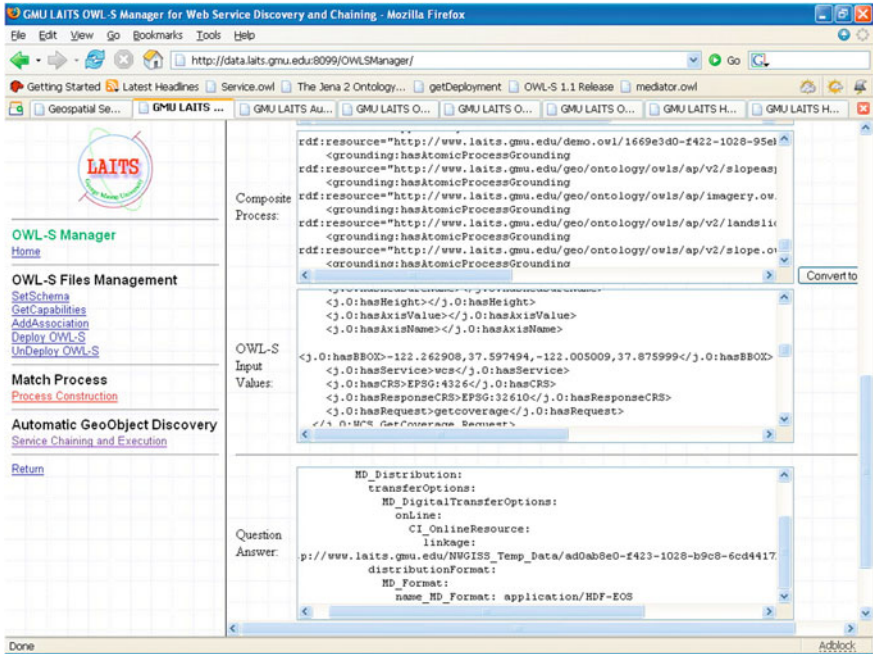 GMU LAITS OWL-S Manager for Web Service Discovery and Chaining - Mozilla Firefox
File Edit View Go Bookmarks Tools Help
http://data.laits.gmu.edu:8099/OWLSManager/ Go
Getting Started Latest Headlines Service.owl The Jena 2 Ontology... getDeployment OWL-S 1.1 Release mediator.owl
Geospatial Se... GMU LAITS ... GMU LAITS Au... GMU LAITS O... GMU LAITS O... GMU LAITS O... GMU LAITS H... GMU LAITS H...
LAITS
George Mason University
OWL-S Manager
Home
OWL-S Files Management
SetSchema
GetCapabilities
AddAssociation
Deploy OWL-S
UnDeploy OWL-S
Match Process
Process Construction
Automatic GeoObject Discovery
Service Chaining and Execution
Return
Composite
Process:
rdf:resource="http://www.laits.gmu.edu/demo.owl/1669e3d0-f422-1028-95e
<grounding:hasAtomicProcessGrounding
rdf:resource="http://www.laits.gmu.edu/geo/ontology/owls/ap/v2/slopeas
<grounding:hasAtomicProcessGrounding
rdf:resource="http://www.laits.gmu.edu/geo/ontology/owls/ap/imagery.ow
<grounding:hasAtomicProcessGrounding
rdf:resource="http://www.laits.gmu.edu/geo/ontology/owls/ap/v2/landsli
<grounding:hasAtomicProcessGrounding
rdf:resource="http://www.laits.gmu.edu/geo/ontology/owls/ap/v2/slope.o
<grounding:hasAtomicProcessGrounding
Convert to
OWL-S
Input
Values:
<j.0:hasHeight></j.0:hasHeight>
<j.0:hasAxisValue></j.0:hasAxisValue>
<j.0:hasAxisName></j.0:hasAxisName>
<j.0:hasBBOX>-122.262908,37.597494,-122.005009,37.875999</j.0:hasBBOX>
<j.0:hasService>wcs</j.0:hasService>
<j.0:hasCRS>EPSG:4326</j.0:hasCRS>
<j.0:hasResponseCRS>EPSG:32610</j.0:hasResponseCRS>
<j.0:hasRequest>getcoverage</j.0:hasRequest>
</j.0:WCS_GetCoverage_Request>
Question
Answer:
MD_Distribution:
transferOptions:
MD_DigitalTransferOptions:
onLine:
CI_OnlineResource:
linkage:
p://www.laits.gmu.edu/NWGISS_Temp_Data/ad0ab8e0-f423-1028-b9c8-6cd4417
distributionFormat:
MD_Format:
name_MD_Format: application/HDF-EOS
Done Adblock